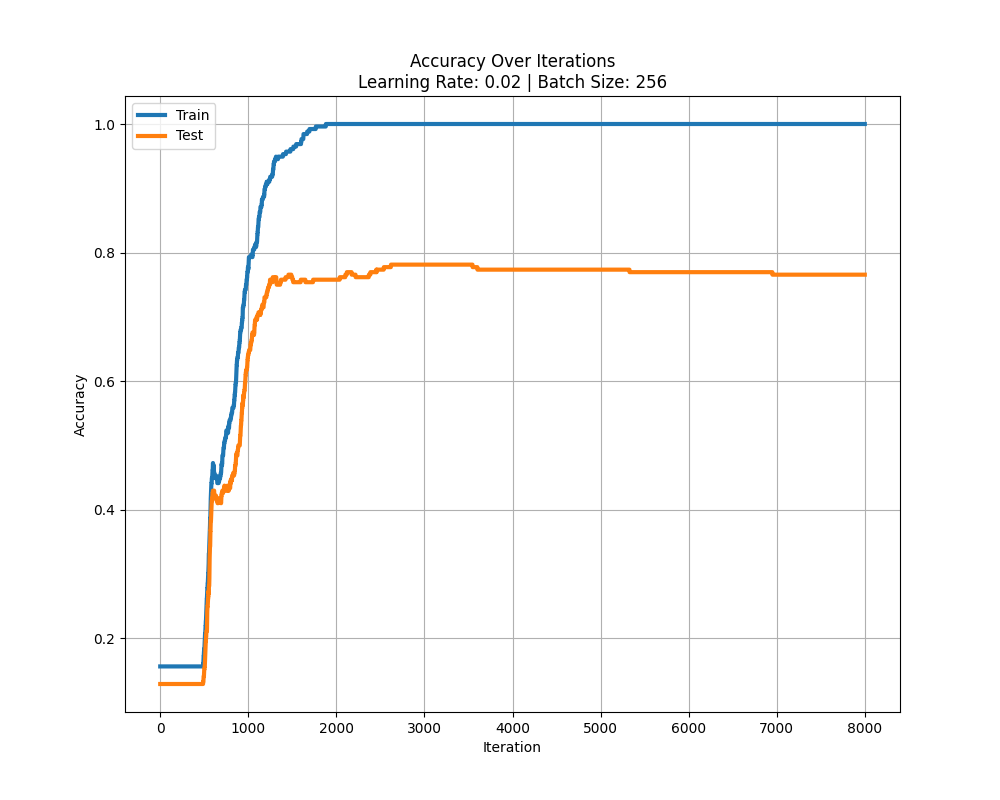 Accuracy Over Iterations
Learning Rate: 0.02 | Batch Size: 256
Train
Test
1.0
0.8
0.6
0.4
0.2
Accuracy
0 1000 2000 3000 4000 5000 6000 7000 8000
Iteration